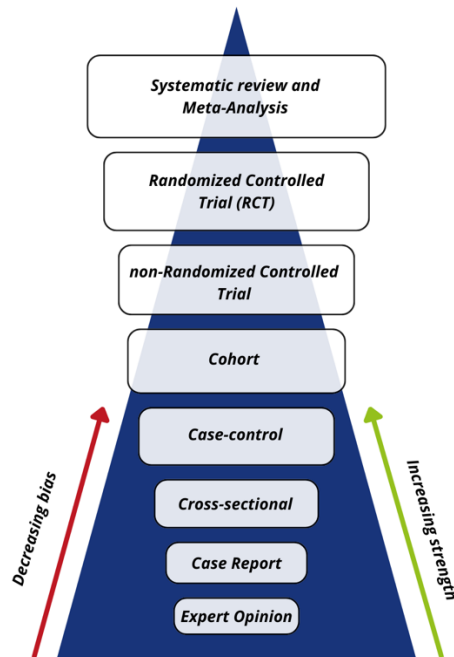 Systematic review and
Meta-Analysis
Randomized Controlled
Trial (RCT)
non-Randomized Controlled
Trial
Cohort
Case-control
Cross-sectional
Case Report
Expert Opinion
Decreasing bias
Increasing strength